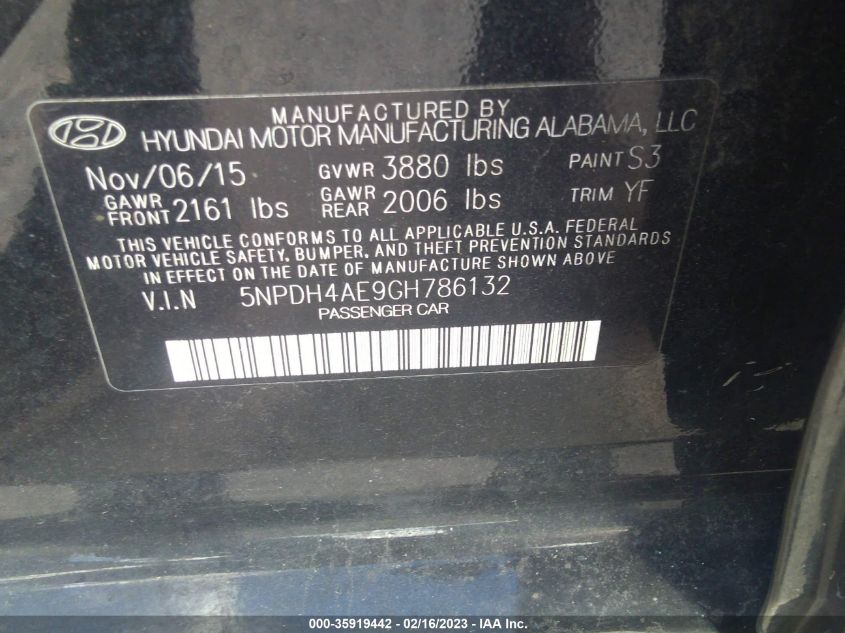 MANUFACTURED BY
HYUNDAI MOTOR MANUFACTURING ALABAMA, LLC
Nov/06/15 GVWR 3880 lbs PAINT S3
GAWR FRONT 2161 lbs GAWR REAR 2006 lbs TRIM YF
THIS VEHICLE CONFORMS TO ALL APPLICABLE U.S.A. FEDERAL
MOTOR VEHICLE SAFETY, BUMPER, AND THEFT PREVENTION STANDARDS
IN EFFECT ON THE DATE OF MANUFACTURE SHOWN ABOVE
V.I.N 5NPDH4AE9GH786132
PASSENGER CAR
000-35919442 - 02/16/2023 - IAA Inc.